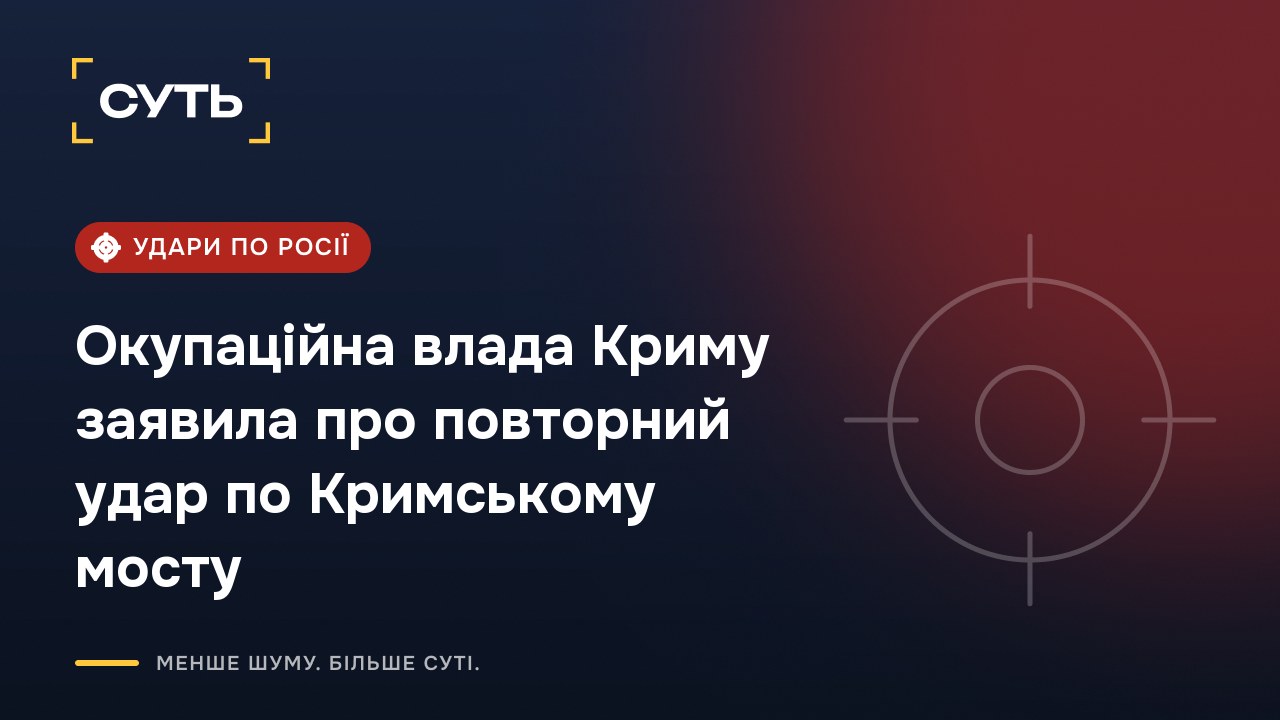 СУТЬ
УДАРИ ПО РОСІЇ
Окупаційна влада Криму
заявила про повторний
удар по Кримському
мосту
МЕНШЕ ШУМУ. БІЛЬШЕ СУТІ.